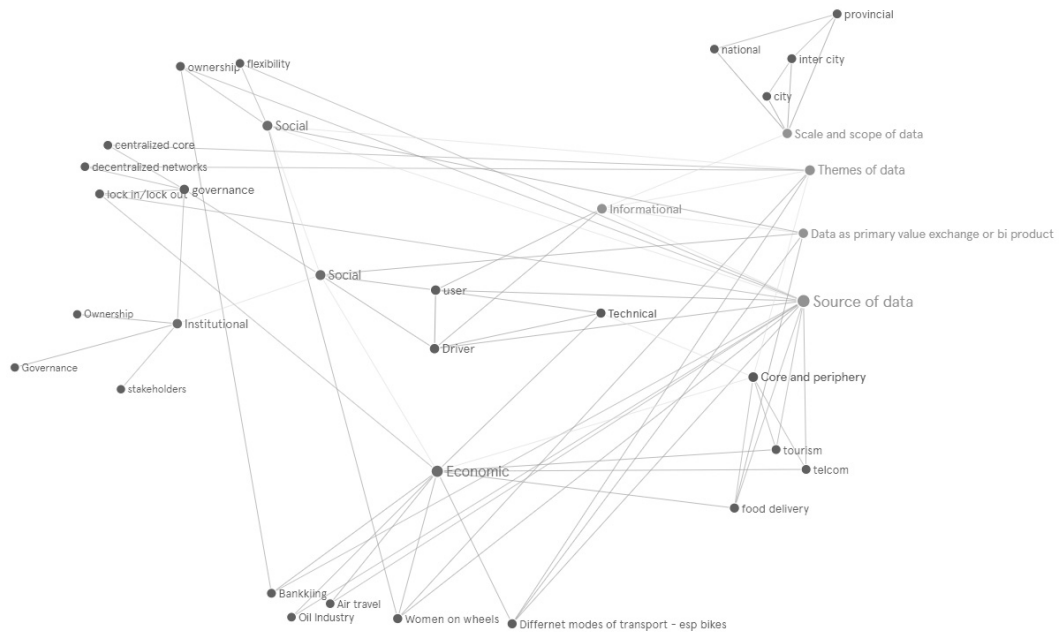 provincial
national
inter city
ownership
flexibility
city
Social
Scale and scope of data
centralized core
decentralized networks
Themes of data
lock in/lock out
governance
Informational
Data as primary value exchange or bi product
Social
user
Source of data
Ownership
Institutional
Technical
Driver
Governance
stakeholders
Core and periphery
tourism
Economic
telcom
food delivery
Bankkiing
Air travel
Oil Industry
Women on wheels
Differnet modes of transport - esp bikes